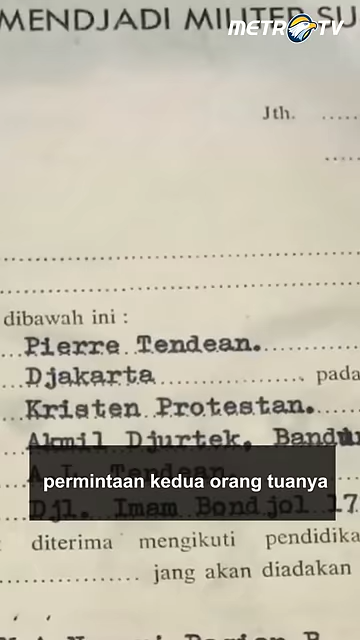 MENDJADI MILITER SU
METRO TV
Jth. .....
dibawah ini :
Pierre Tendean.
Djakarta ..................... pada
Kristen Protestan.
Akmil Djurtek, Bandun
A.L. Tendean.
permintaan kedua orang tuanya
Djl. Imam Bondjol 17
diterima mengikuti pendidika
.................. jang akan diadakan